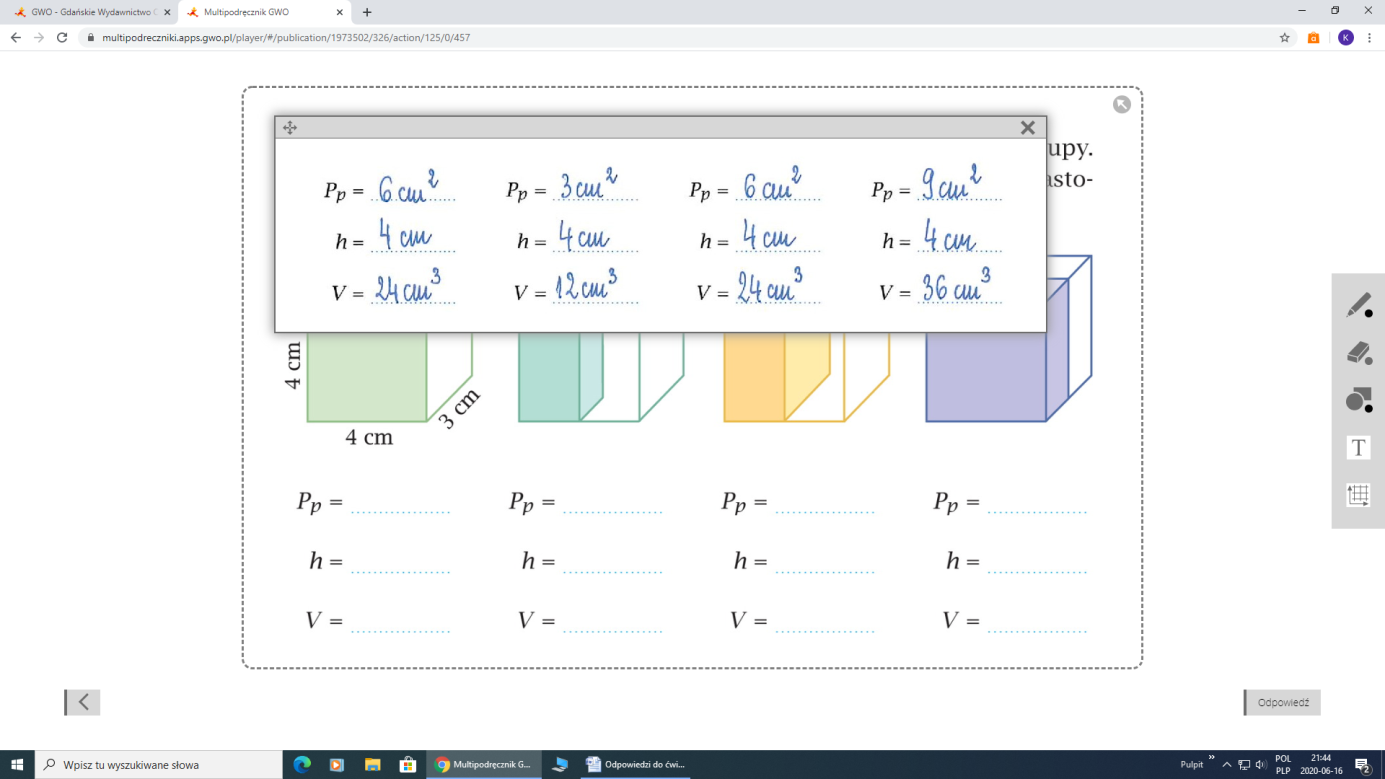 GWO - Gdańskie Wydawnictwo
Multipodręcznik GWO
multipodreczniki.apps.gwo.pl/player/#/publication/1973502/326/action/125/0/457
K
upy.
asto-
Pp = 6 cm² Pp = 3 cm² Pp = 6 cm² Pp = 9 cm²
h = 4 cm h = 4 cm h = 4 cm h = 4 cm
V = 24 cm³ V = 12 cm³ V = 24 cm³ V = 36 cm³
4 cm
3 cm
4 cm
T
Pp = Pp = Pp = Pp =
h = h = h = h =
V = V = V = V =
Odpowiedź
Wpisz tu wyszukiwane słowa
Multipodręcznik G...
Odpowiedzi do ćwi...
Pulpit
POL
PLP
21:44
2020-06-16
2